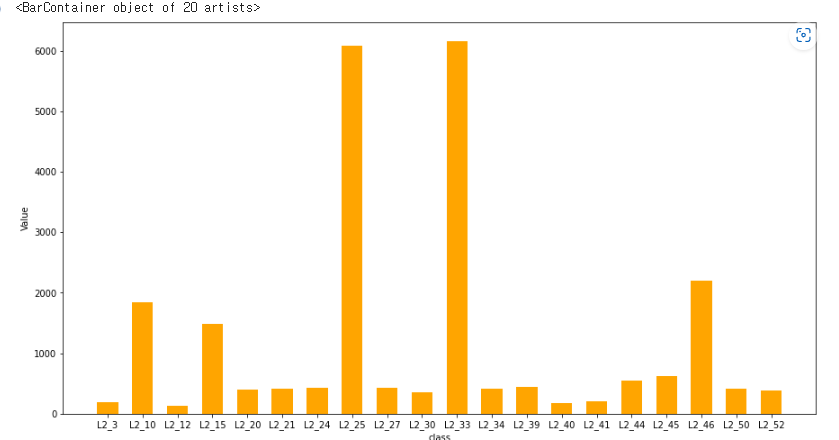 <BarContainer object of 20 artists>
6000
5000
4000
3000
2000
1000
0
Value
L2_3 L2_10 L2_12 L2_15 L2_20 L2_21 L2_24 L2_25 L2_27 L2_30 L2_33 L2_34 L2_39 L2_40 L2_41 L2_44 L2_45 L2_46 L2_50 L2_52
class